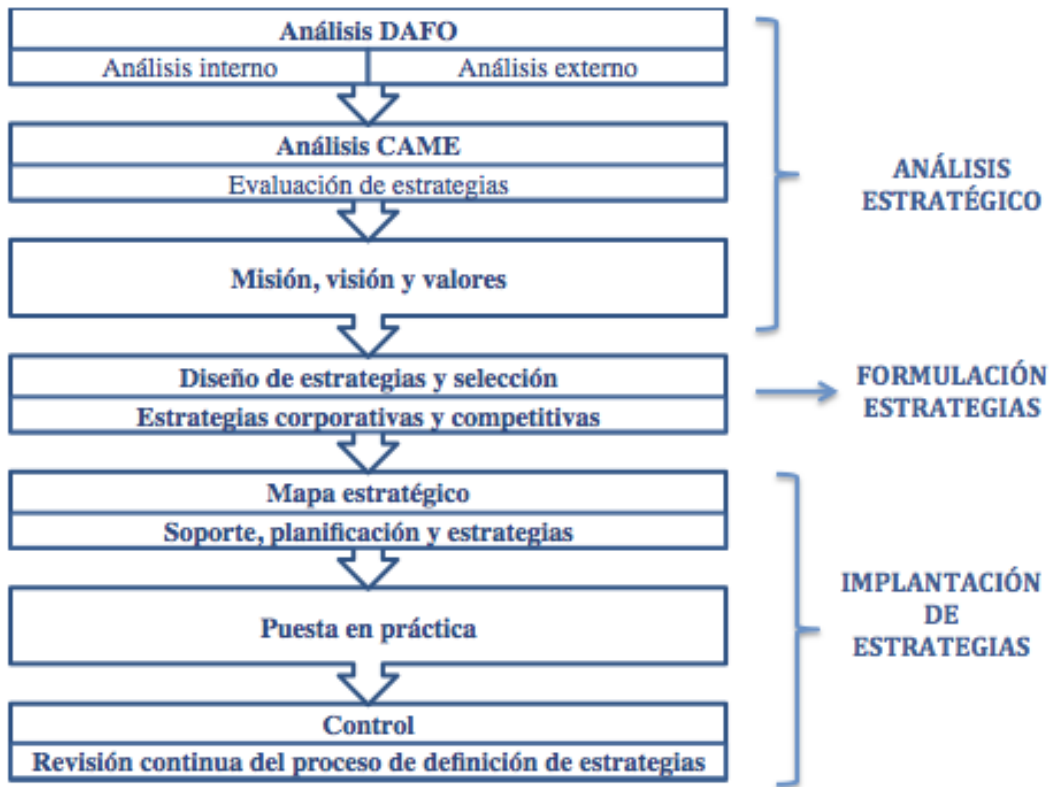 Análisis DAFO
Análisis interno
Análisis externo
Análisis CAME
Evaluación de estrategias
Misión, visión y valores
ANÁLISIS
ESTRATÉGICO
Diseño de estrategias y selección
Estrategias corporativas y competitivas
FORMULACIÓN
ESTRATEGIAS
Mapa estratégico
Soporte, planificación y estrategias
Puesta en práctica
Control
Revisión continua del proceso de definición de estrategias
IMPLANTACIÓN
DE
ESTRATEGIAS